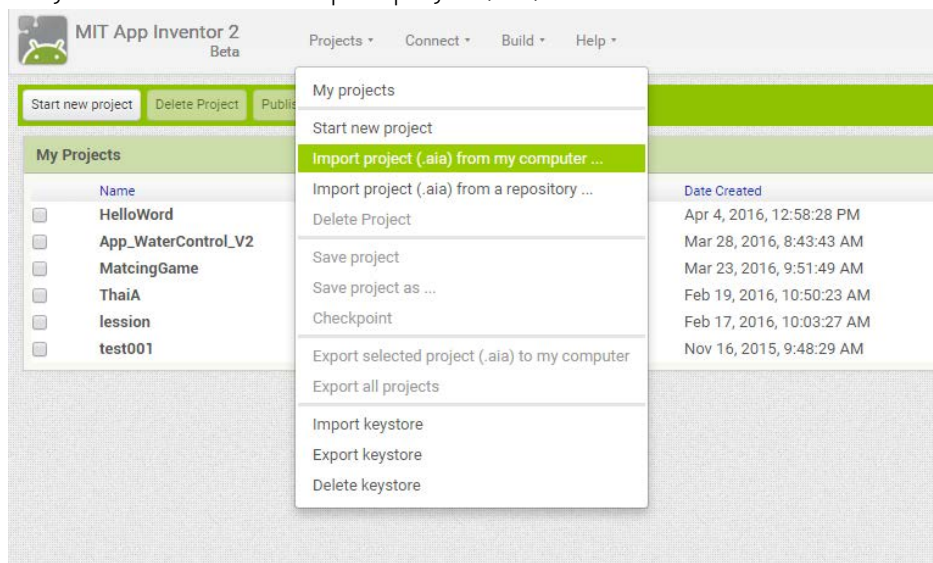 MIT App Inventor 2
Beta
Projects
Connect
Build
Help
Start new project
Delete Project
My projects
Start new project
Import project (.aia) from my computer ...
Import project (.aia) from a repository ...
Delete Project
Save project
Save project as ...
Checkpoint
Export selected project (.aia) to my computer
Export all projects
Import keystore
Export keystore
Delete keystore
My Projects
Name
Date Created
HelloWord
Apr 4, 2016, 12:58:28 PM
App_WaterControl_V2
Mar 28, 2016, 8:43:43 AM
MatcingGame
Mar 23, 2016, 9:51:49 AM
ThaiA
Feb 19, 2016, 10:50:23 AM
lession
Feb 17, 2016, 10:03:27 AM
test001
Nov 16, 2015, 9:48:29 AM